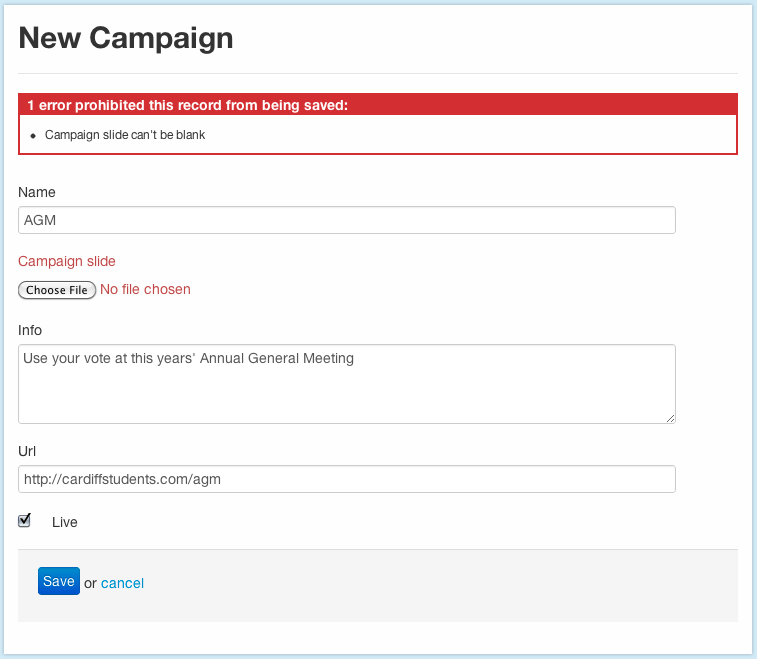 New Campaign
1 error prohibited this record from being saved:
Campaign slide can't be blank
Name
AGM
Campaign slide
Choose File No file chosen
Info
Use your vote at this years' Annual General Meeting
Url
http://cardiffstudents.com/agm
Live
Save or cancel